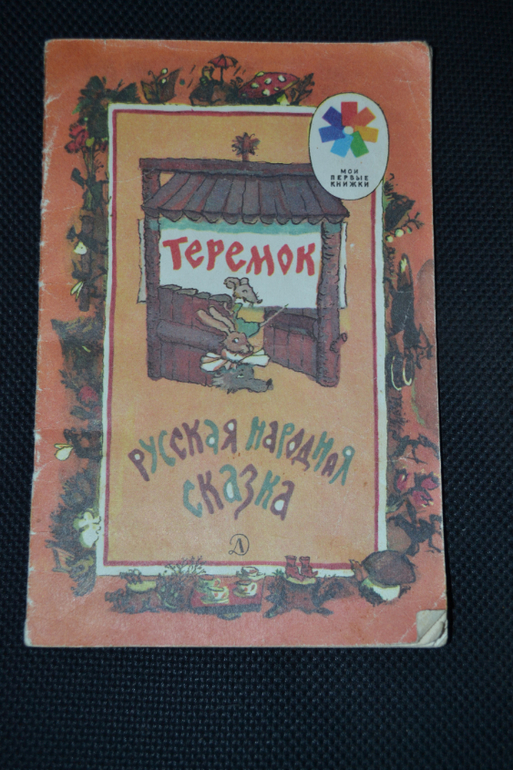 МОИ
ПЕРВЫЕ
КНИЖКИ
ТЕРЕМОК
РУССКАЯ НАРОДНАЯ
СКАЗКА
Д